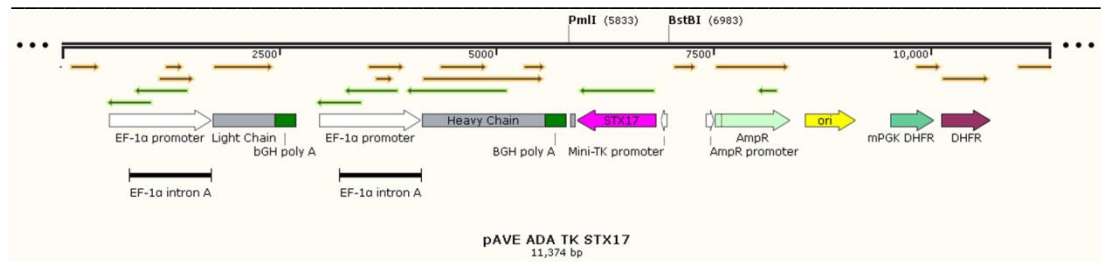 PmlI (5833) BstBI (6983)
2500 5000 7500 10,000
Heavy Chain STX17 ori
EF-1α promoter Light Chain EF-1α promoter BGH poly A Mini-TK promoter AmpR mPGK DHFR DHFR
bGH poly A AmpR promoter
EF-1α intron A EF-1α intron A
pAVE ADA TK STX17
11,374 bp